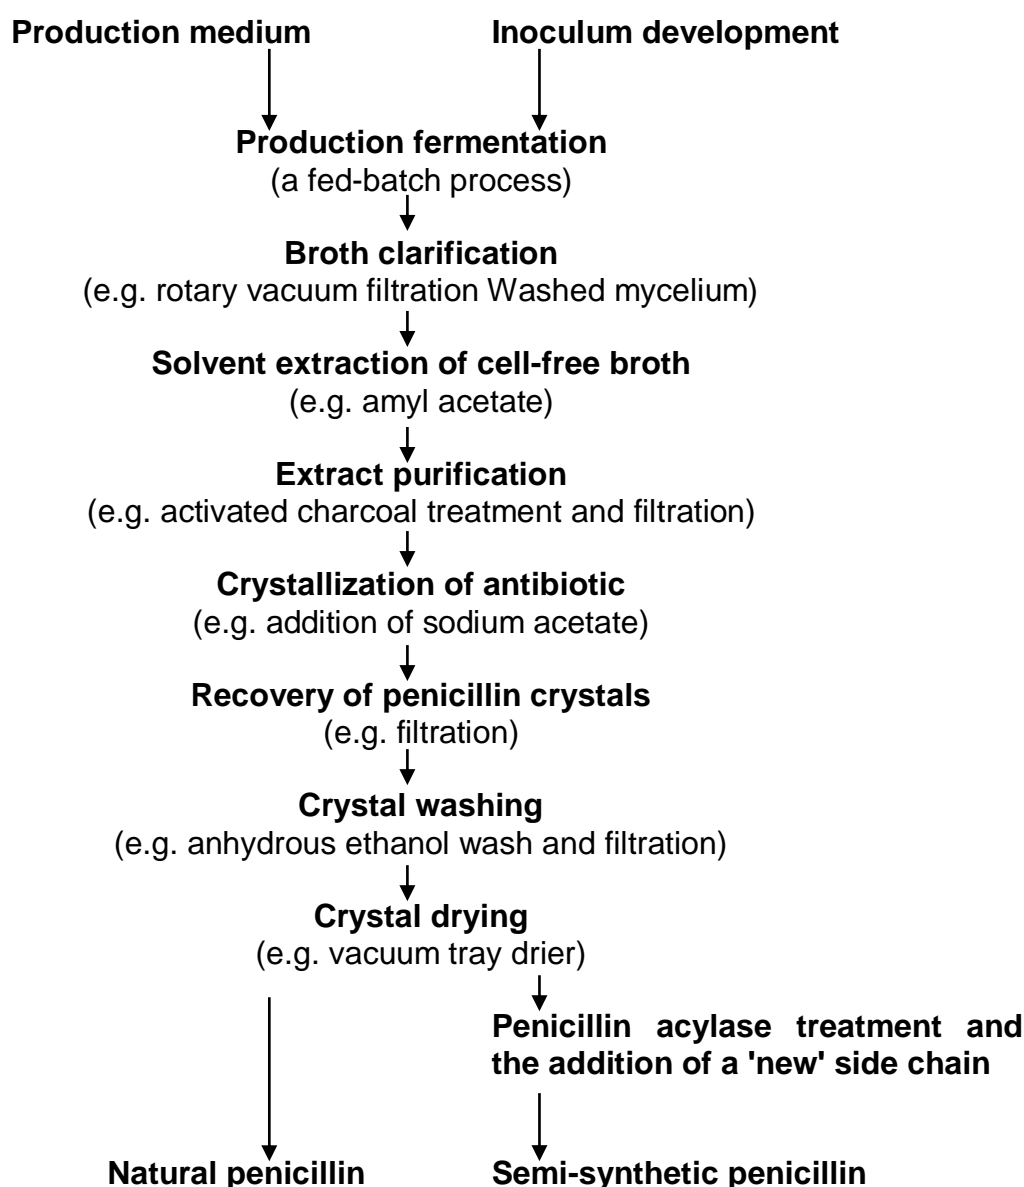 Production medium Inoculum development
Production fermentation
(a fed-batch process)
Broth clarification
(e.g. rotary vacuum filtration Washed mycelium)
Solvent extraction of cell-free broth
(e.g. amyl acetate)
Extract purification
(e.g. activated charcoal treatment and filtration)
Crystallization of antibiotic
(e.g. addition of sodium acetate)
Recovery of penicillin crystals
(e.g. filtration)
Crystal washing
(e.g. anhydrous ethanol wash and filtration)
Crystal drying
(e.g. vacuum tray drier)
Penicillin acylase treatment and
the addition of a 'new' side chain
Natural penicillin Semi-synthetic penicillin